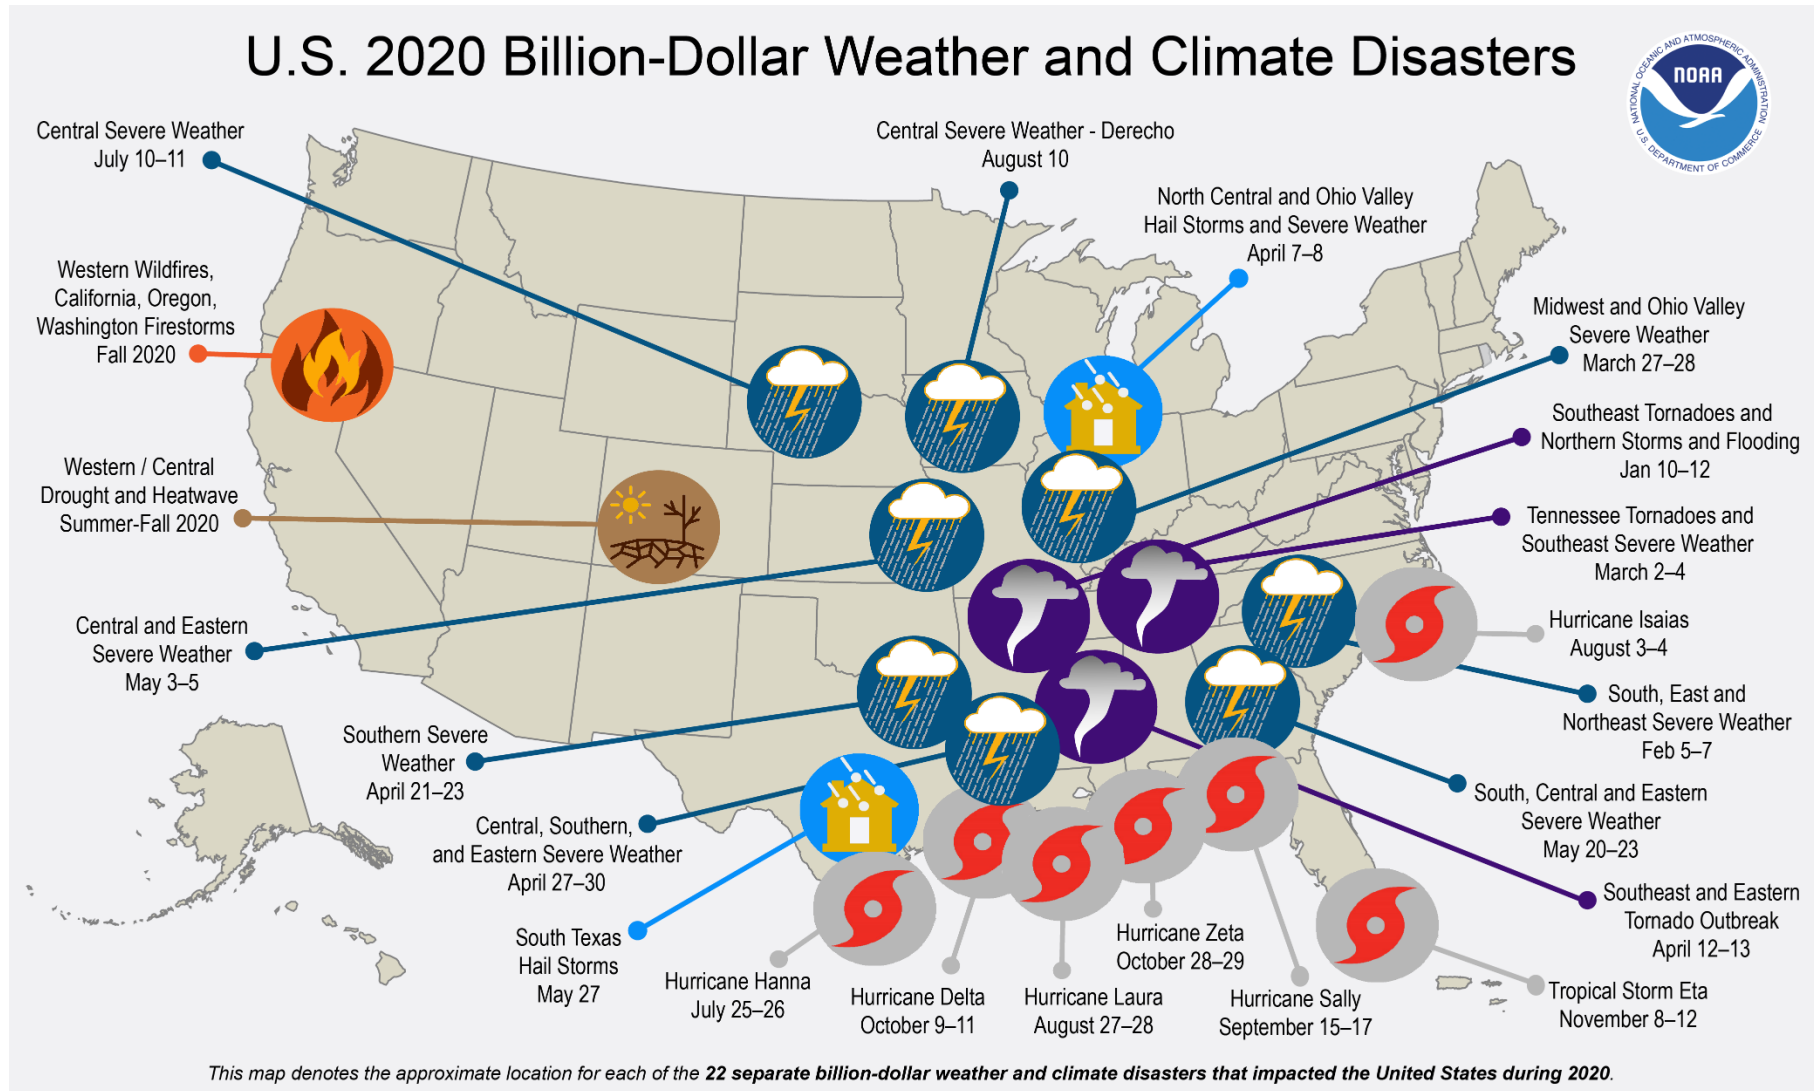 U.S. 2020 Billion-Dollar Weather and Climate Disasters
NATIONAL OCEANIC AND ATMOSPHERIC ADMINISTRATION
NOAA
U.S. DEPARTMENT OF COMMERCE
Central Severe Weather
July 10–11
Central Severe Weather - Derecho
August 10
North Central and Ohio Valley
Hail Storms and Severe Weather
April 7–8
Western Wildfires,
California, Oregon,
Washington Firestorms
Fall 2020
Midwest and Ohio Valley
Severe Weather
March 27–28
Southeast Tornadoes and
Northern Storms and Flooding
Jan 10–12
Western / Central
Drought and Heatwave
Summer-Fall 2020
Tennessee Tornadoes and
Southeast Severe Weather
March 2–4
Hurricane Isaias
August 3–4
Central and Eastern
Severe Weather
May 3–5
South, East and
Northeast Severe Weather
Feb 5–7
Southern Severe
Weather
April 21–23
South, Central and Eastern
Severe Weather
May 20–23
Central, Southern,
and Eastern Severe Weather
April 27–30
Southeast and Eastern
Tornado Outbreak
April 12–13
South Texas
Hail Storms
May 27
Hurricane Hanna
July 25–26
Hurricane Delta
October 9–11
Hurricane Laura
August 27–28
Hurricane Zeta
October 28–29
Hurricane Sally
September 15–17
Tropical Storm Eta
November 8–12
This map denotes the approximate location for each of the 22 separate billion-dollar weather and climate disasters that impacted the United States during 2020.